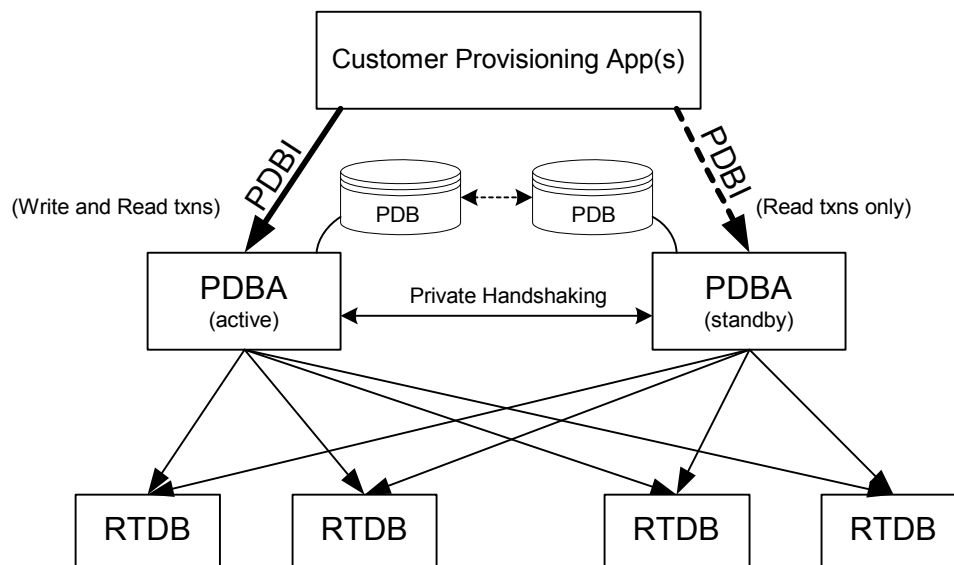 Customer Provisioning App(s)
PDBI
PDBI
(Write and Read txns)
PDB
PDB
(Read txns only)
PDBA
(active)
Private Handshaking
PDBA
(standby)
RTDB
RTDB
RTDB
RTDB